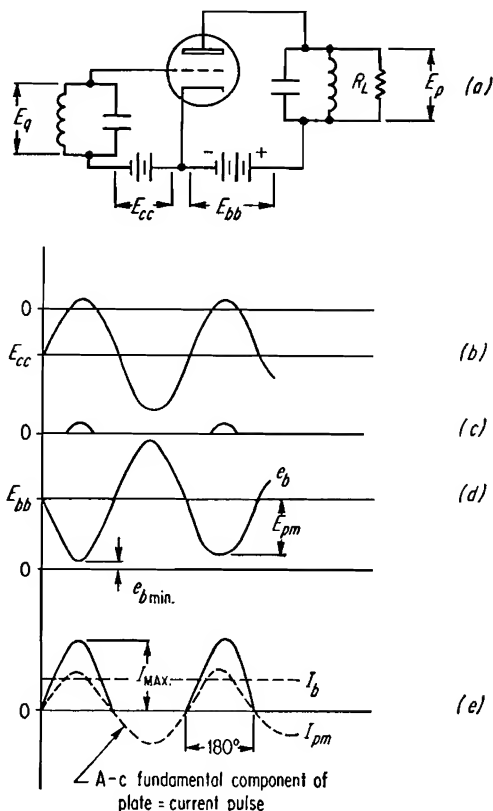 E_g
R_L
E_p
(a)
-
+
E_cc
E_bb
0
E_cc
(b)
0
(c)
E_bb
e_b
E_pm
(d)
0
e_b min.
I_MAX.
I_b
0
(e)
180°
I_pm
A-c fundamental component of
plate = current pulse